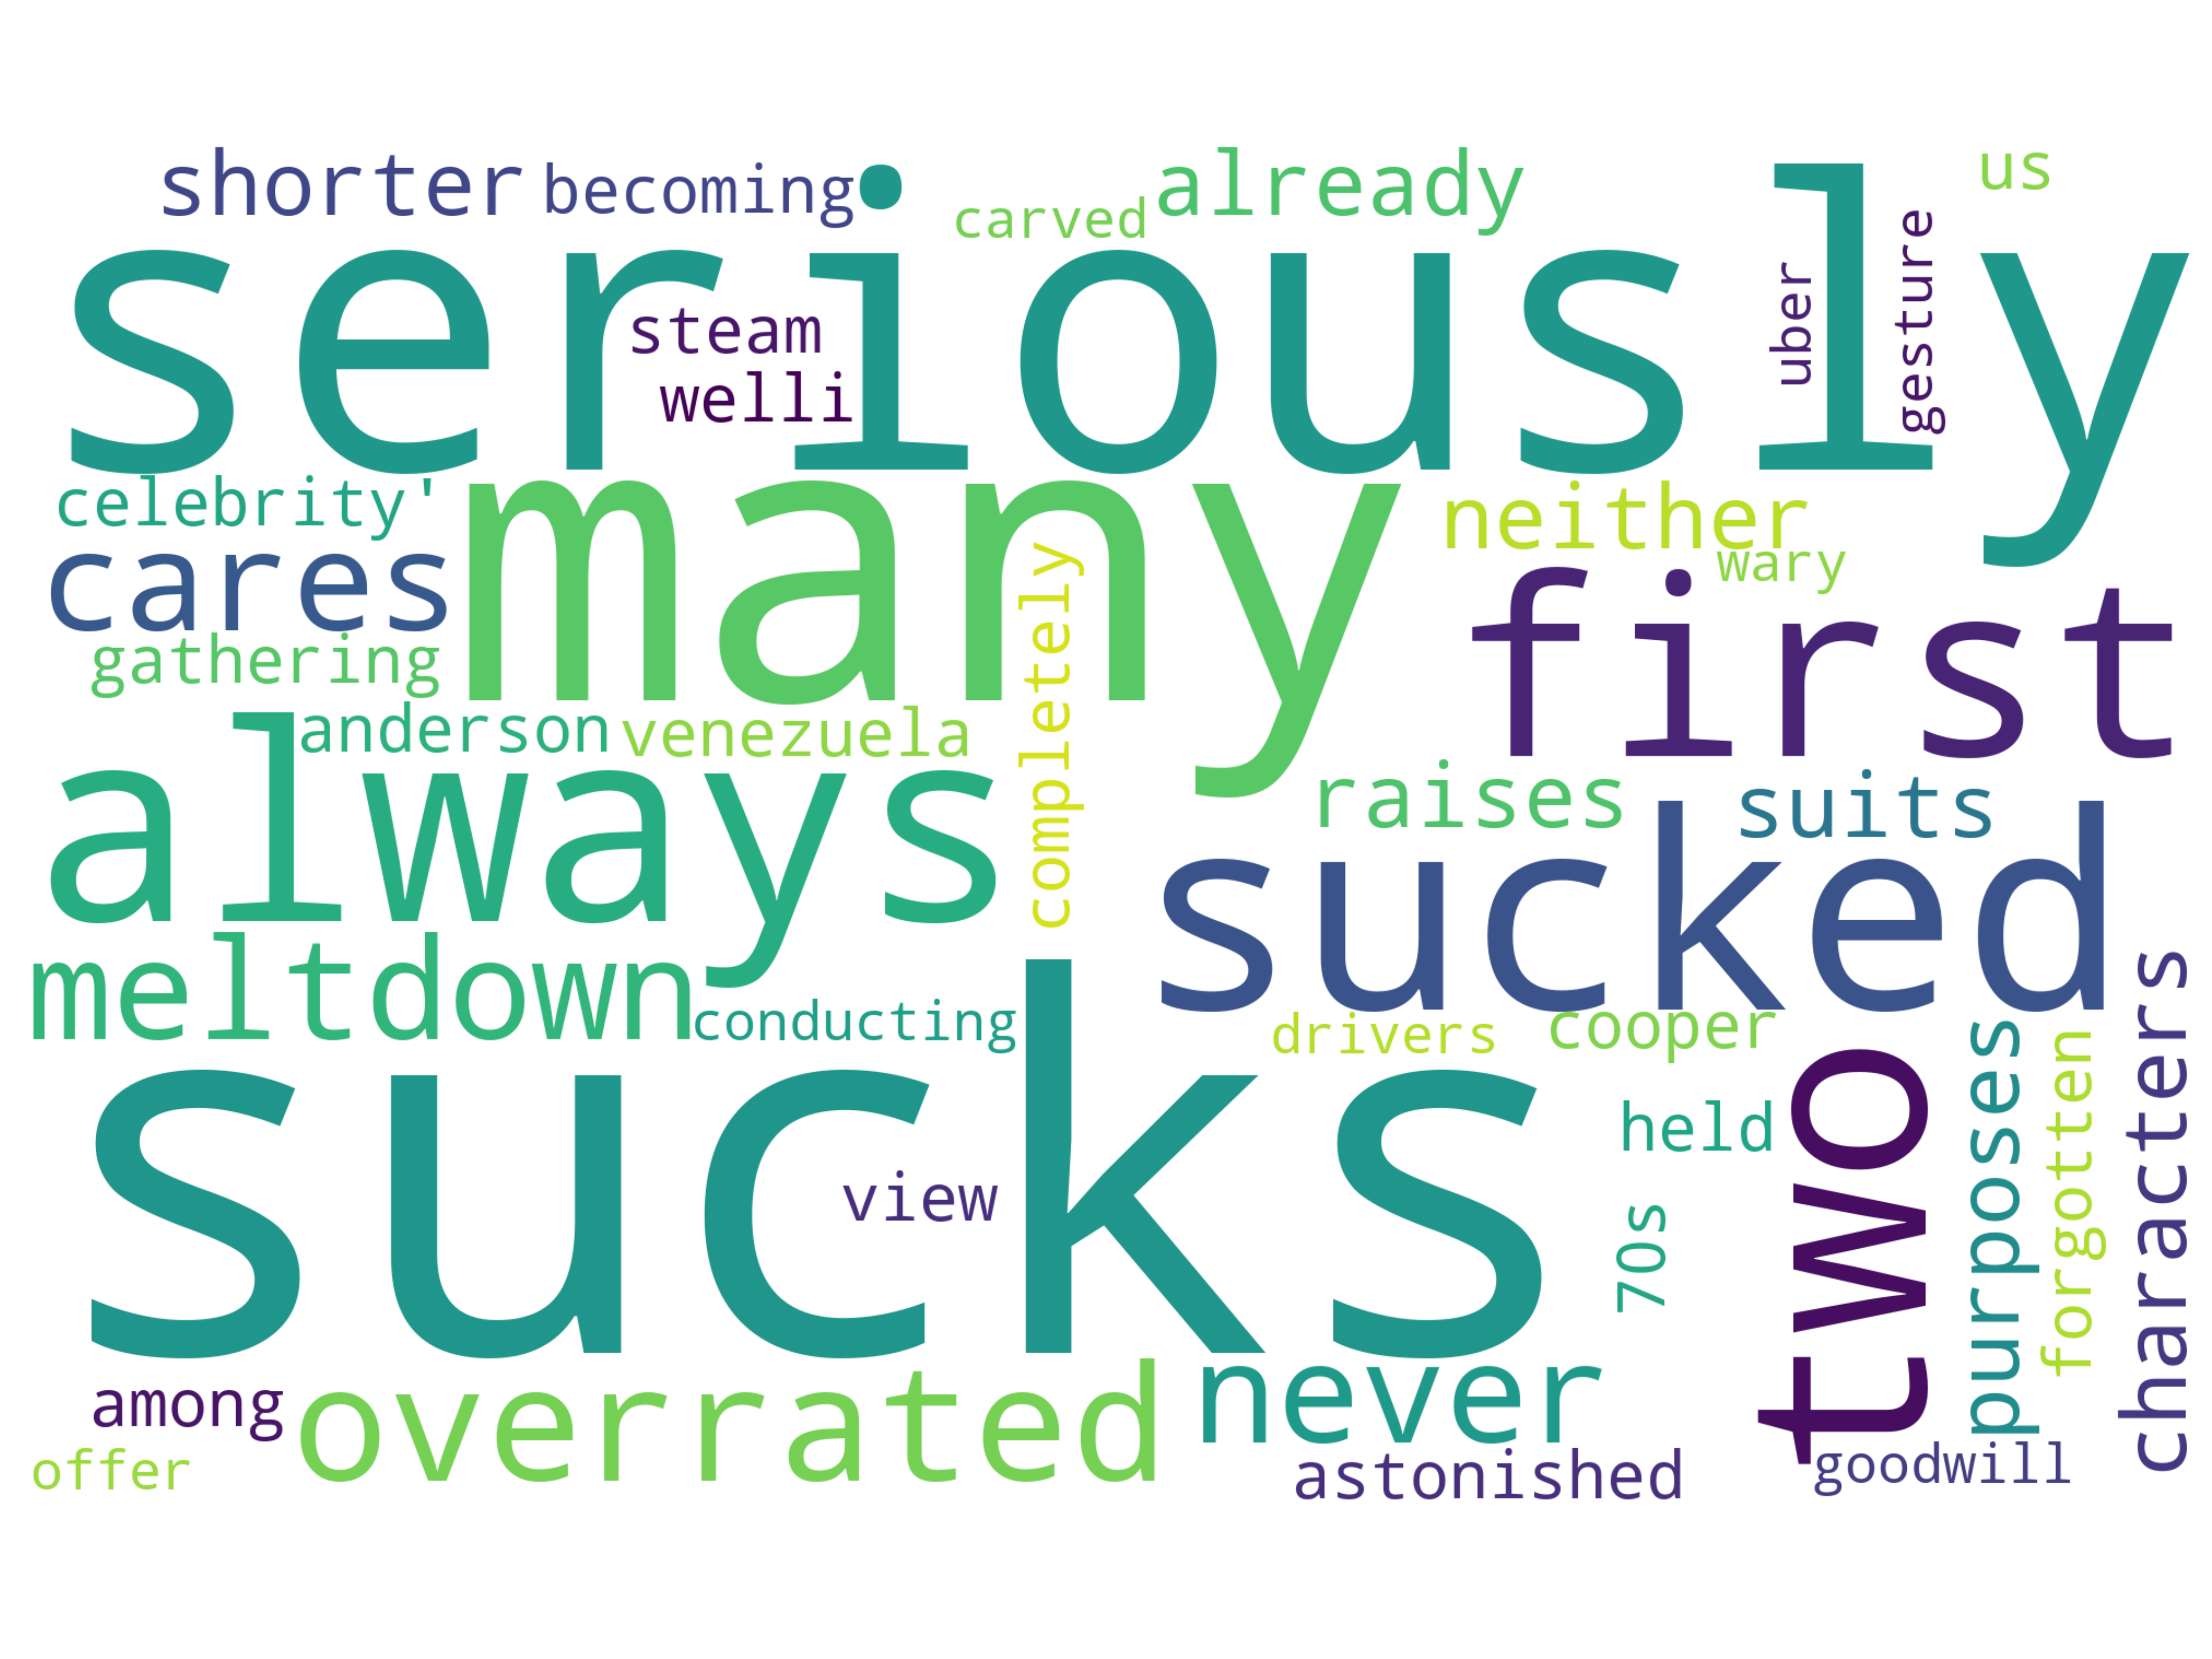 shorter becoming already us
carved
seriously
uber
gesture
steam
welli
celebrity'
many
neither
cares
wary
completely
first
gathering
anderson venezuela
always
raises suits
sucked
meltdown
conducting
drivers cooper
sucks
two
purposes
forgotten
characters
held
view
70s
among overrated never
offer
astonished goodwill